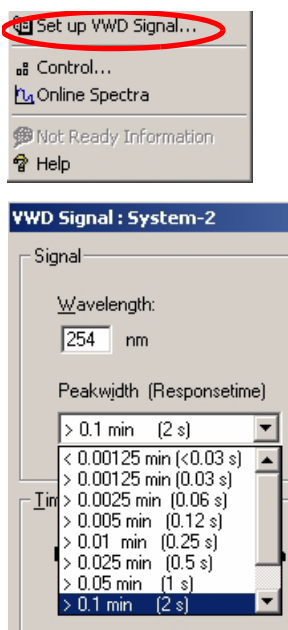 Set up VWD Signal...
Control...
Online Spectra
Not Ready Information
Help
VWD Signal : System-2
Signal
Wavelength:
254 nm
Peakwidth (Responsetime)
> 0.1 min (2 s)
< 0.00125 min (<0.03 s)
> 0.00125 min (0.03 s)
> 0.0025 min (0.06 s)
> 0.005 min (0.12 s)
> 0.01 min (0.25 s)
> 0.025 min (0.5 s)
> 0.05 min (1 s)
> 0.1 min (2 s)